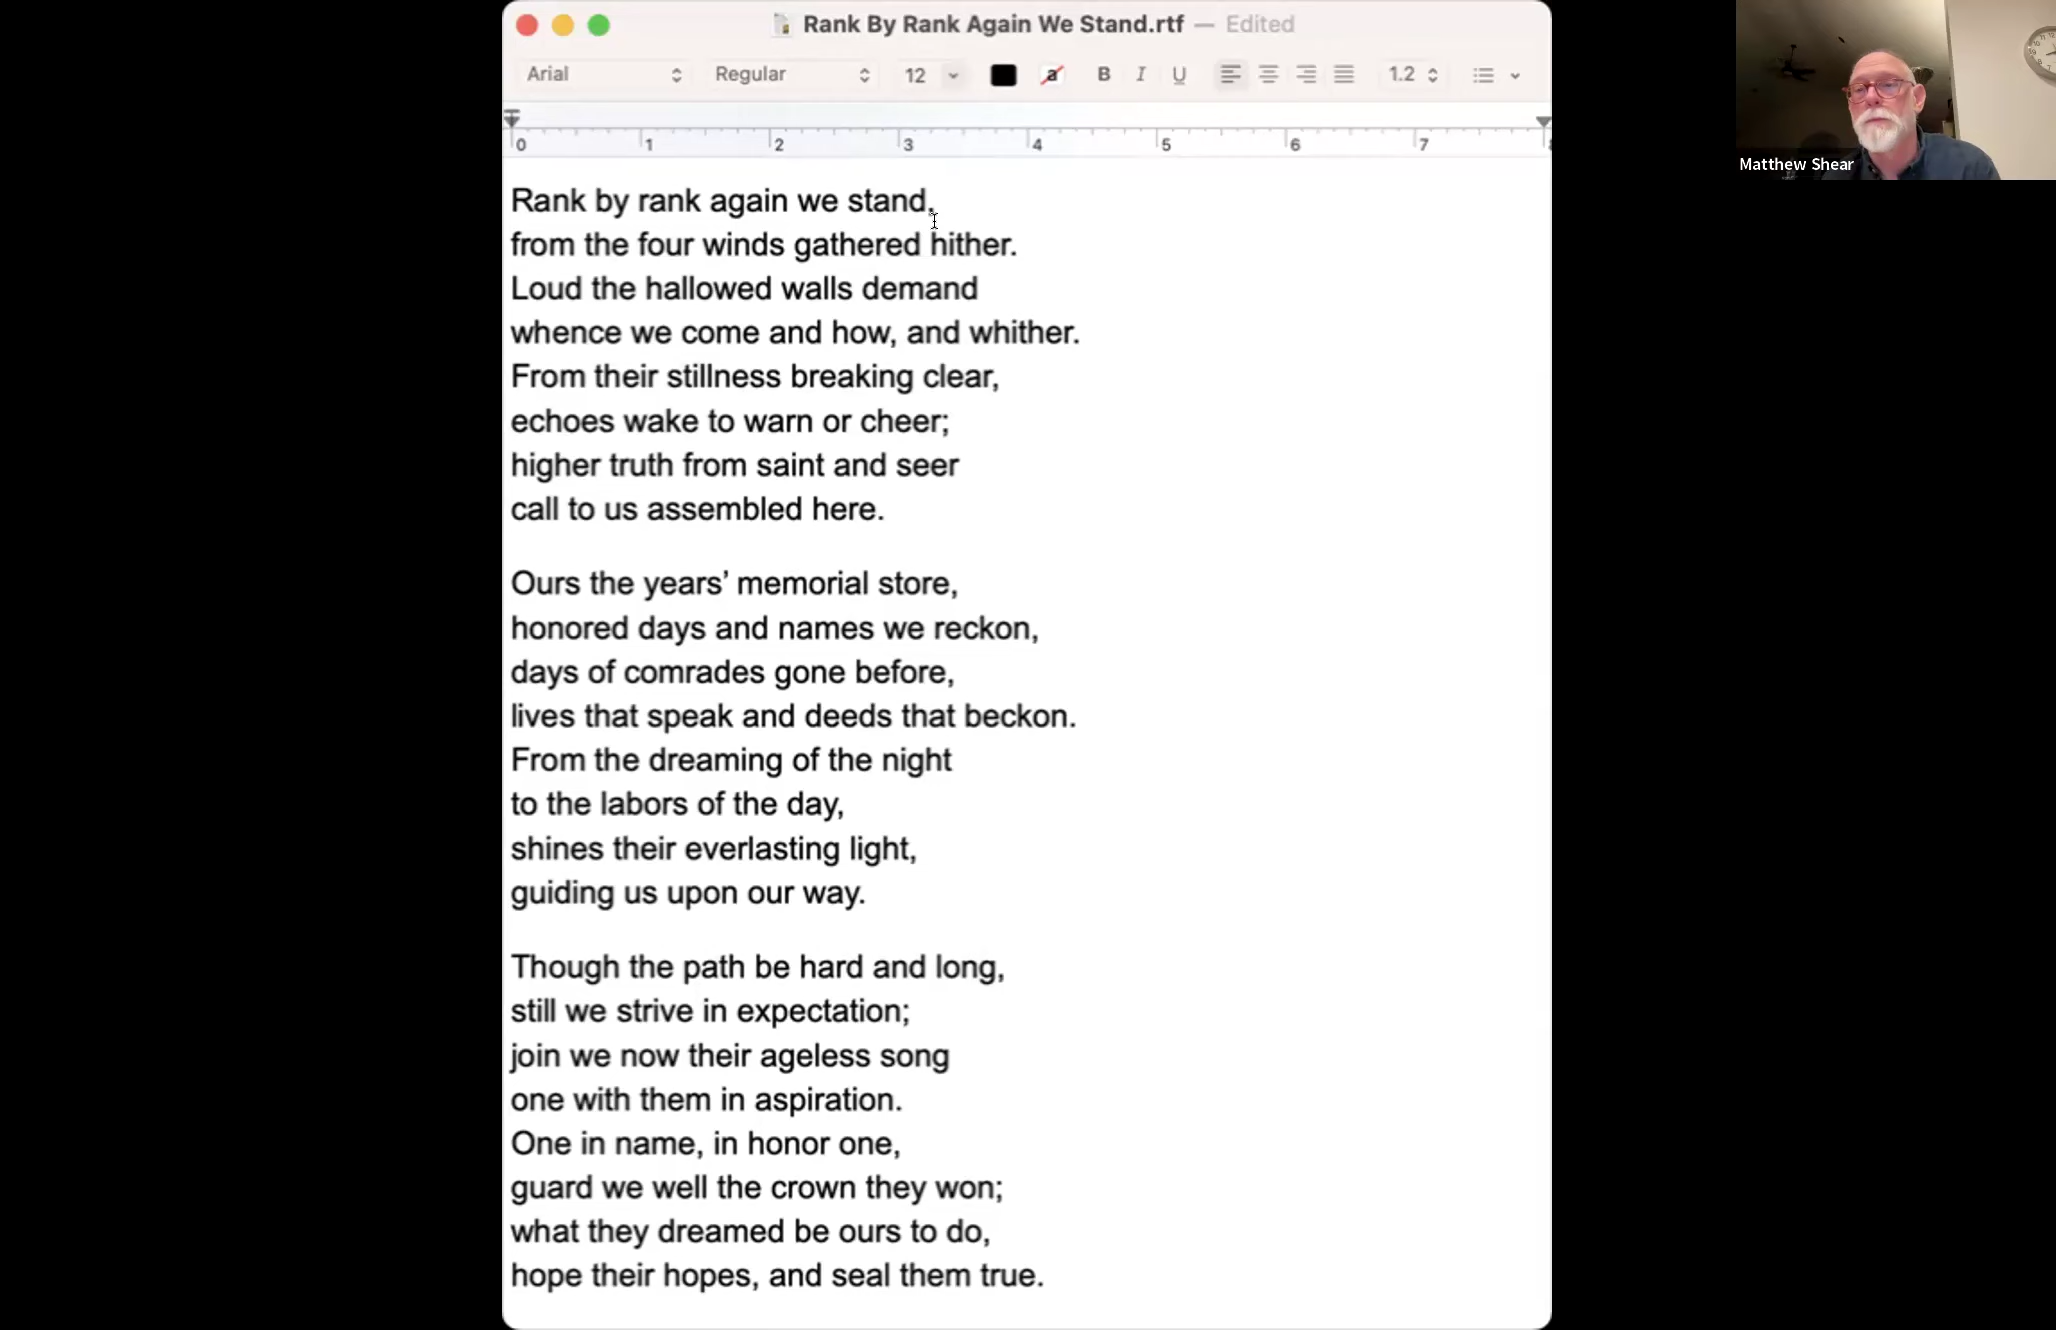 Rank By Rank Again We Stand.rtf — Edited
Arial Regular 12 a B I U 1.2
0 1 2 3 4 5 6 7
Rank by rank again we stand,
from the four winds gathered hither.
Loud the hallowed walls demand
whence we come and how, and whither.
From their stillness breaking clear,
echoes wake to warn or cheer;
higher truth from saint and seer
call to us assembled here.
Ours the years’ memorial store,
honored days and names we reckon,
days of comrades gone before,
lives that speak and deeds that beckon.
From the dreaming of the night
to the labors of the day,
shines their everlasting light,
guiding us upon our way.
Though the path be hard and long,
still we strive in expectation;
join we now their ageless song
one with them in aspiration.
One in name, in honor one,
guard we well the crown they won;
what they dreamed be ours to do,
hope their hopes, and seal them true.
Matthew Shear